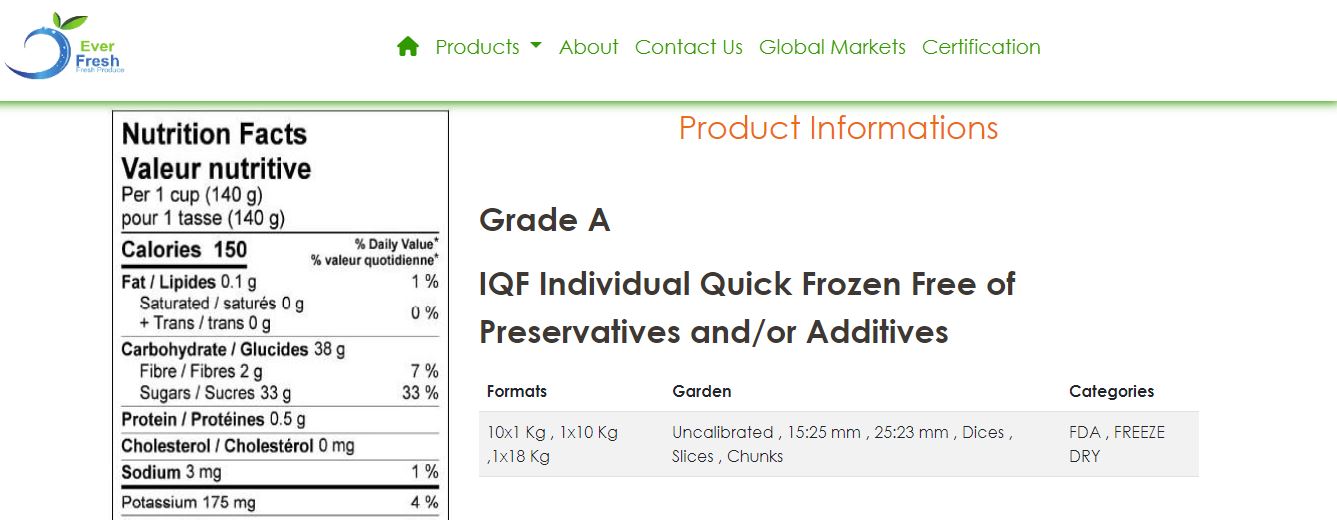 Ever
Fresh
Fresh Produce
Products
About
Contact Us
Global Markets
Certification
Nutrition Facts
Valeur nutritive
Per 1 cup (140 g)
pour 1 tasse (140 g)
Calories 150
% Daily Value*
% valeur quotidienne*
Fat / Lipides 0.1 g 1 %
Saturated / saturés 0 g
+ Trans / trans 0 g
0 %
Carbohydrate / Glucides 38 g
Fibre / Fibres 2 g 7 %
Sugars / Sucres 33 g 33 %
Protein / Protéines 0.5 g
Cholesterol / Cholestérol 0 mg
Sodium 3 mg 1 %
Potassium 175 mg 4 %
Product Informations
Grade A
IQF Individual Quick Frozen Free of
Preservatives and/or Additives
Formats Garden Categories
10x1 Kg , 1x10 Kg Uncalibrated , 15:25 mm , 25:23 mm , Dices , FDA , FREEZE
,1x18 Kg Slices , Chunks DRY